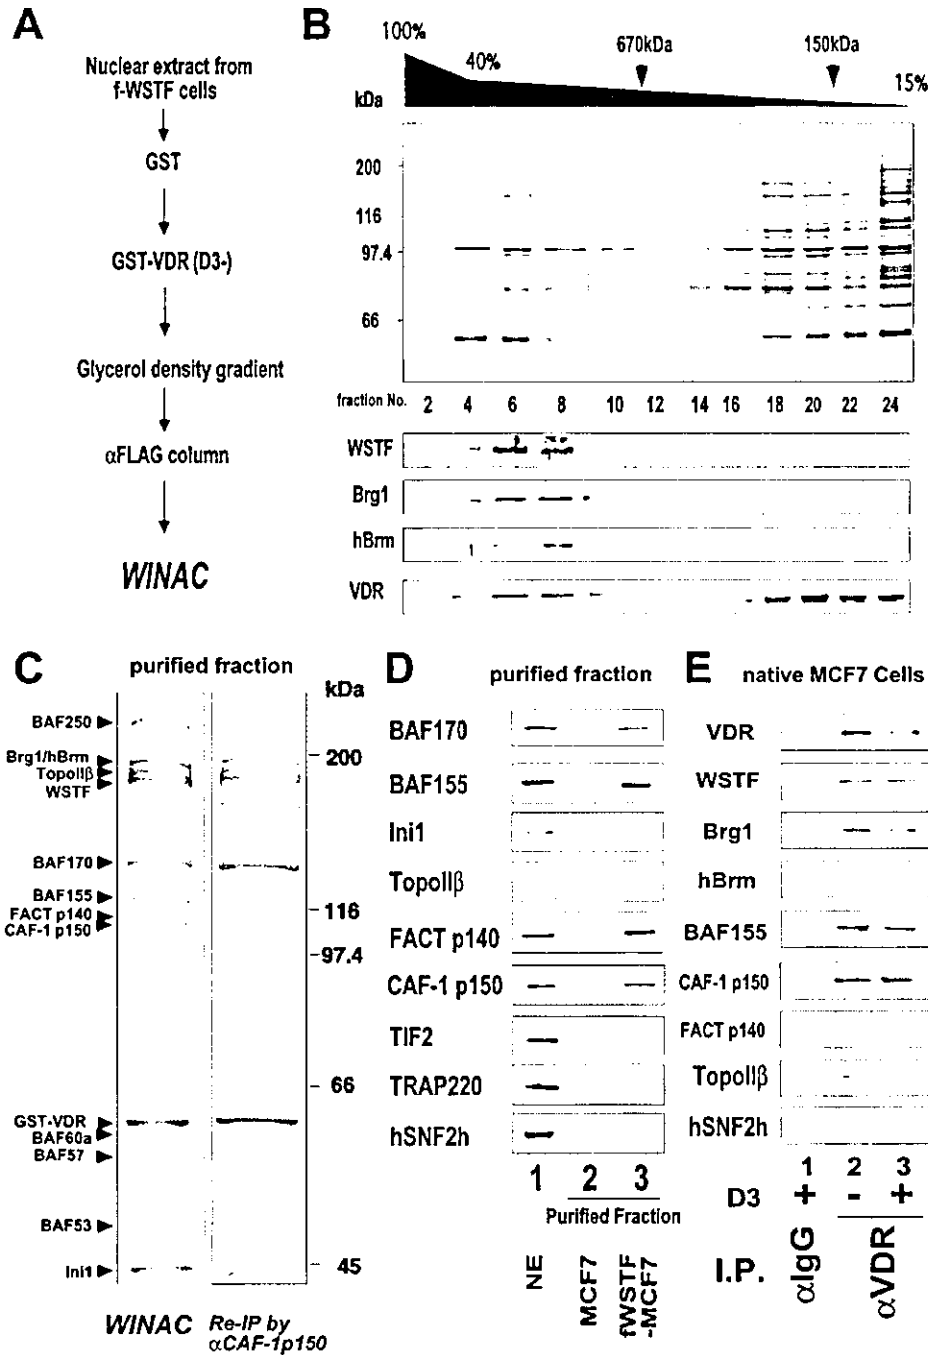 A
Nuclear extract from
f-WSTF cells
GST
GST-VDR (D3-)
Glycerol density gradient
αFLAG column
WINAC
B
100%
40%
670kDa
150kDa
15%
kDa
200
116
97.4
66
fraction No. 2 4 6 8 10 12 14 16 18 20 22 24
WSTF
Brg1
hBrm
VDR
C
purified fraction
kDa
BAF250
Brg1/hBrm
TopoIIβ
WSTF
BAF170
BAF155
FACT p140
CAF-1 p150
GST-VDR
BAF60a
BAF57
BAF53
Ini1
200
116
97.4
66
45
WINAC
Re-IP by
αCAF-1p150
D
purified fraction
BAF170
BAF155
Ini1
TopoIIβ
FACT p140
CAF-1 p150
TIF2
TRAP220
hSNF2h
1 2 3
Purified Fraction
NE
MCF7
fWSTF
-MCF7
E
native MCF7 Cells
VDR
WSTF
Brg1
hBrm
BAF155
CAF-1 p150
FACT p140
TopoIIβ
hSNF2h
1 2 3
D3 + - +
I.P. αIgG αVDR